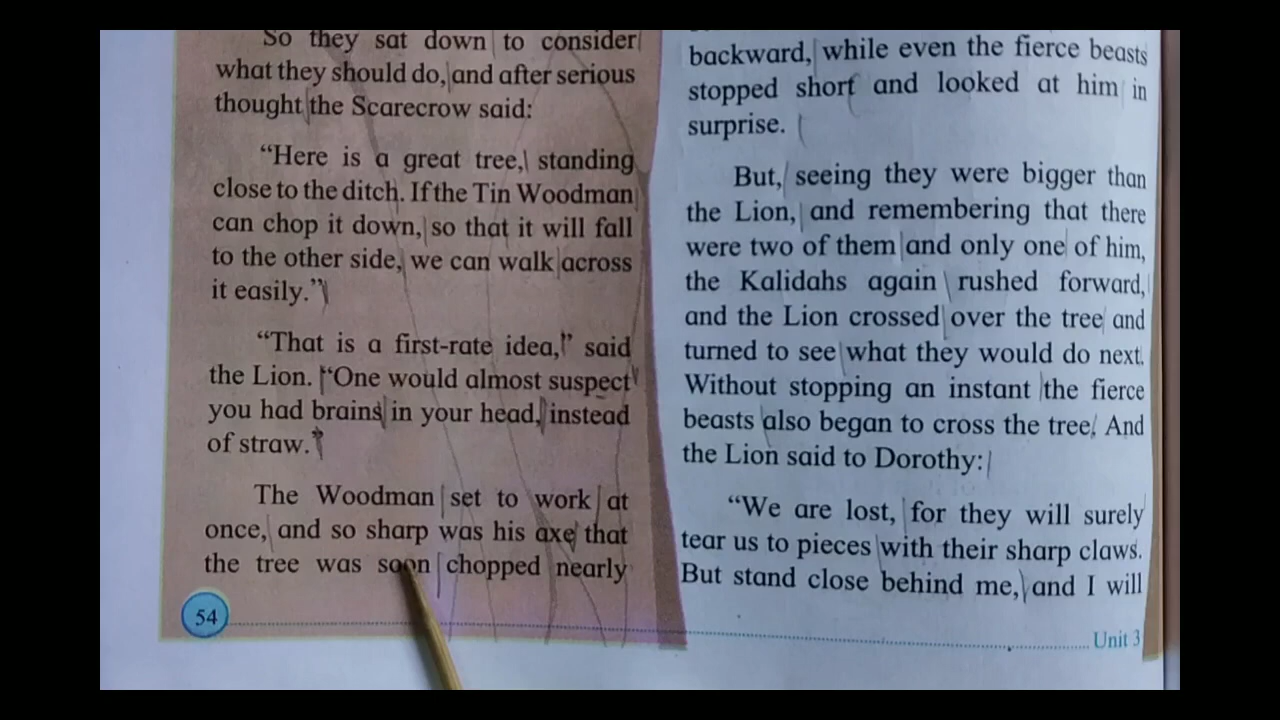 So they sat down to consider
what they should do, and after serious
thought the Scarecrow said:
“Here is a great tree, standing
close to the ditch. If the Tin Woodman
can chop it down, so that it will fall
to the other side, we can walk across
it easily.”
“That is a first-rate idea,” said
the Lion. “One would almost suspect
you had brains in your head, instead
of straw.”
The Woodman set to work at
once, and so sharp was his axe that
the tree was soon chopped nearly
54
backward, while even the fierce beasts
stopped short and looked at him in
surprise.
But, seeing they were bigger than
the Lion, and remembering that there
were two of them and only one of him,
the Kalidahs again rushed forward,
and the Lion crossed over the tree and
turned to see what they would do next.
Without stopping an instant the fierce
beasts also began to cross the tree. And
the Lion said to Dorothy:
“We are lost, for they will surely
tear us to pieces with their sharp claws.
But stand close behind me, and I will
Unit 3